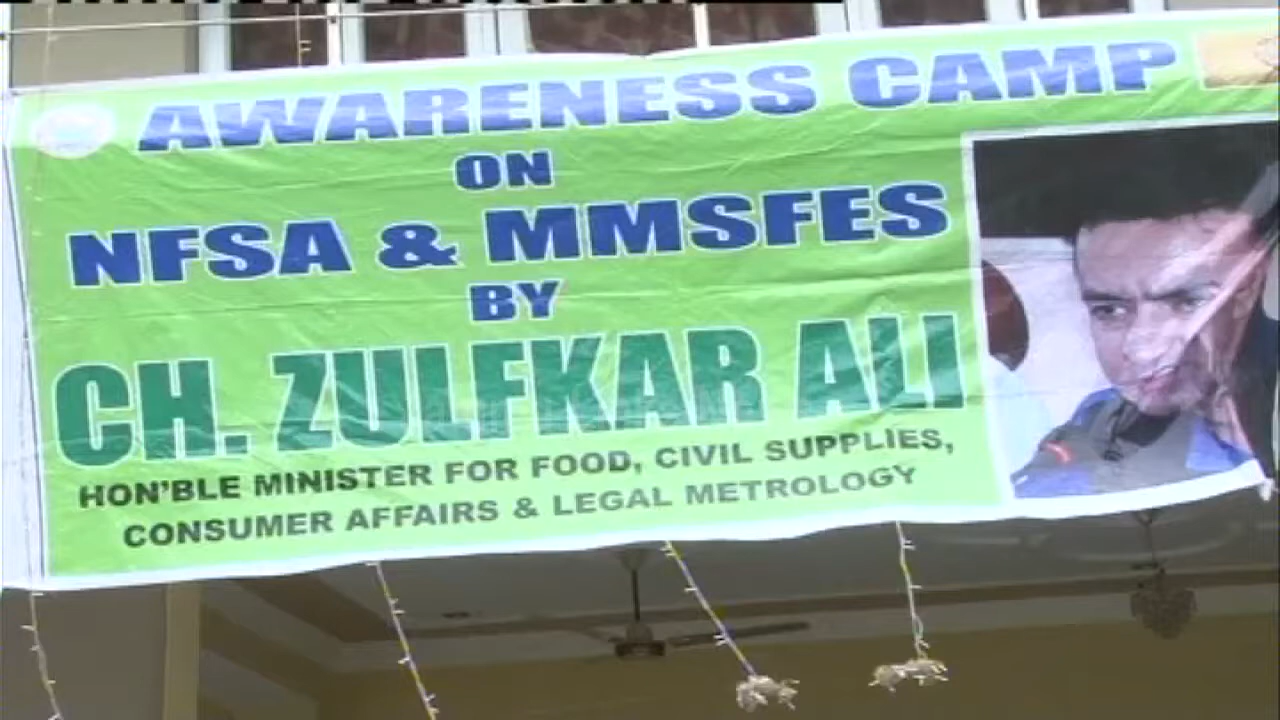 AWARENESS CAMP
ON
NFSA & MMSFES
BY
CH. ZULFKAR ALI
HON'BLE MINISTER FOR FOOD, CIVIL SUPPLIES,
CONSUMER AFFAIRS & LEGAL METROLOGY